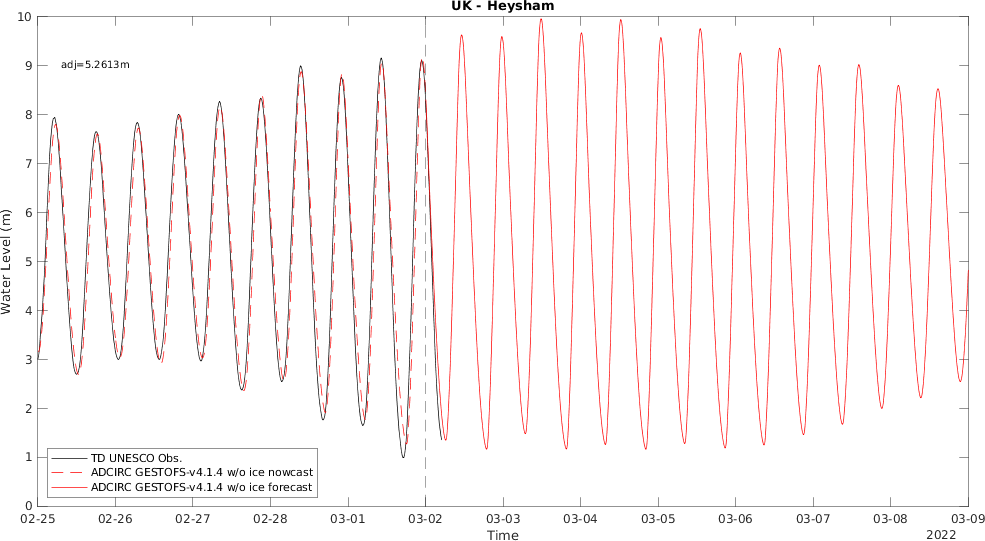 UK - Heysham
adj=5.2613m
10
9
8
7
6
5
4
3
2
1
0
Water Level (m)
TD UNESCO Obs.
ADCIRC GESTOFS-v4.1.4 w/o ice nowcast
ADCIRC GESTOFS-v4.1.4 w/o ice forecast
02-25 02-26 02-27 02-28 03-01 03-02 03-03 03-04 03-05 03-06 03-07 03-08 03-09
Time
2022